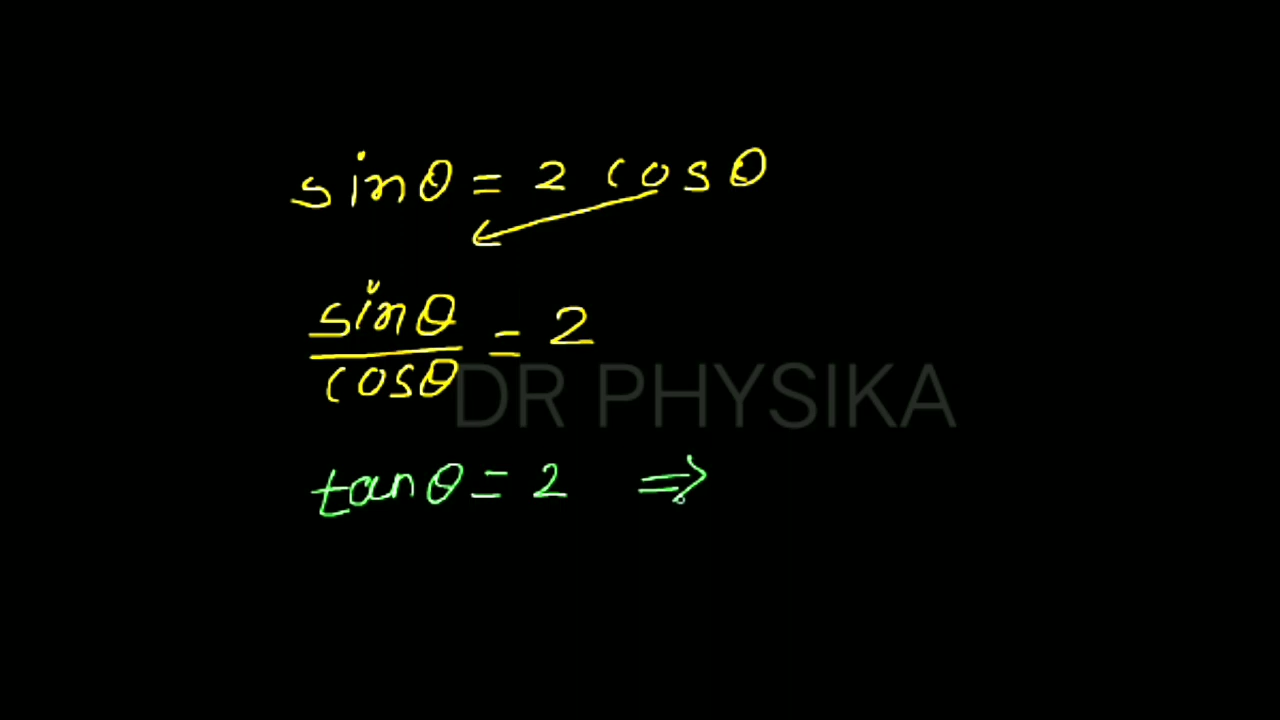 sinθ = 2 cosθ
sinθ/cosθ = 2
DR PHYSIKA
tanθ = 2 ⇒